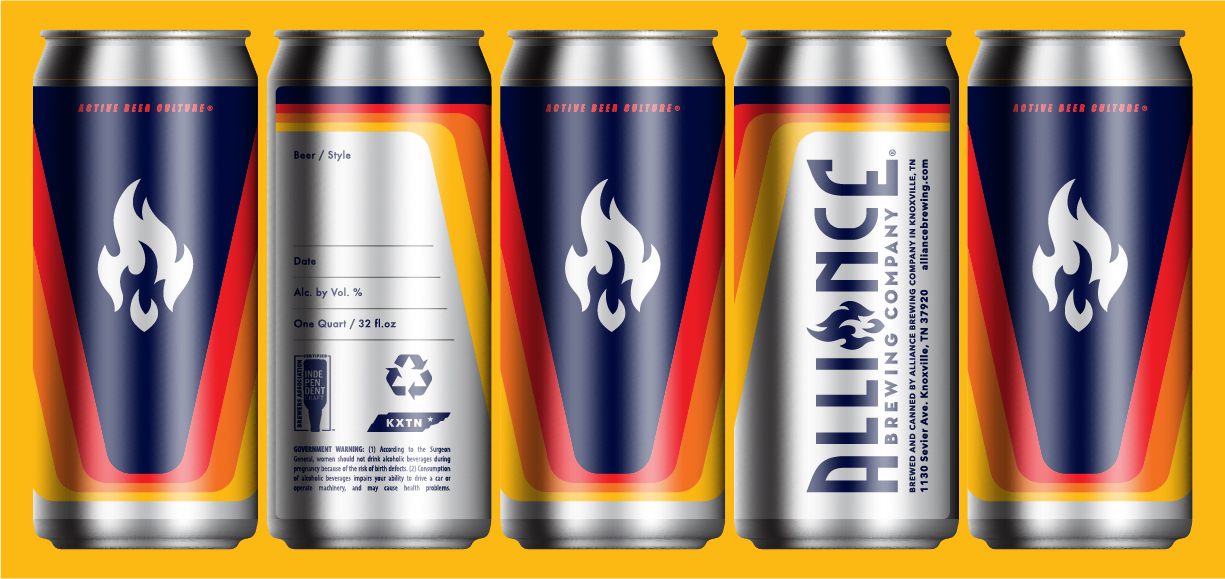 ACTIVE BEER CULTURE®
Beer / Style
Date
Alc. by Vol. %
One Quart / 32 fl.oz
CERTIFIED
BREWERS ASSOCIATION
INDE
PEN
DENT
CRAFT
KXTN
GOVERNMENT WARNING: (1) According to the Surgeon
General, women should not drink alcoholic beverages during
pregnancy because of the risk of birth defects. (2) Consumption
of alcoholic beverages impairs your ability to drive a car or
operate machinery, and may cause health problems.
ACTIVE BEER CULTURE®
ALLIANCE®
BREWING COMPANY
BREWED AND CANNED BY ALLIANCE BREWING COMPANY IN KNOXVILLE, TN
1130 Sevier Ave. Knoxville, TN 37920 alliancebrewing.com
ACTIVE BEER CULTURE®